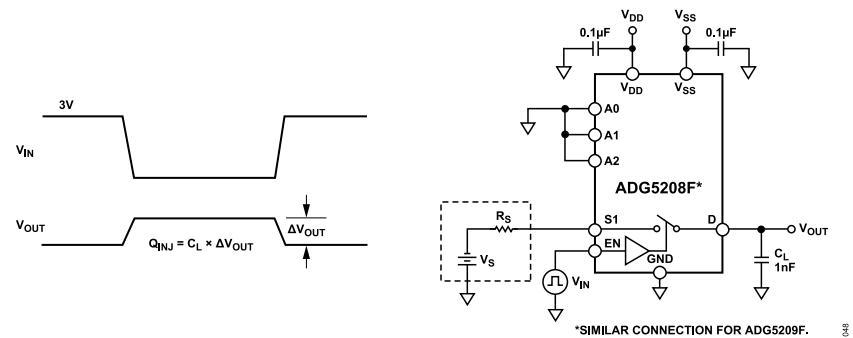 3V
VIN
VOUT
QINJ = CL × ΔVOUT
ΔVOUT
VDD
VSS
0.1µF
0.1µF
VDD
VSS
A0
A1
A2
ADG5208F*
RS
S1
D
VOUT
EN
VS
GND
CL
1nF
VIN
*SIMILAR CONNECTION FOR ADG5209F.
048